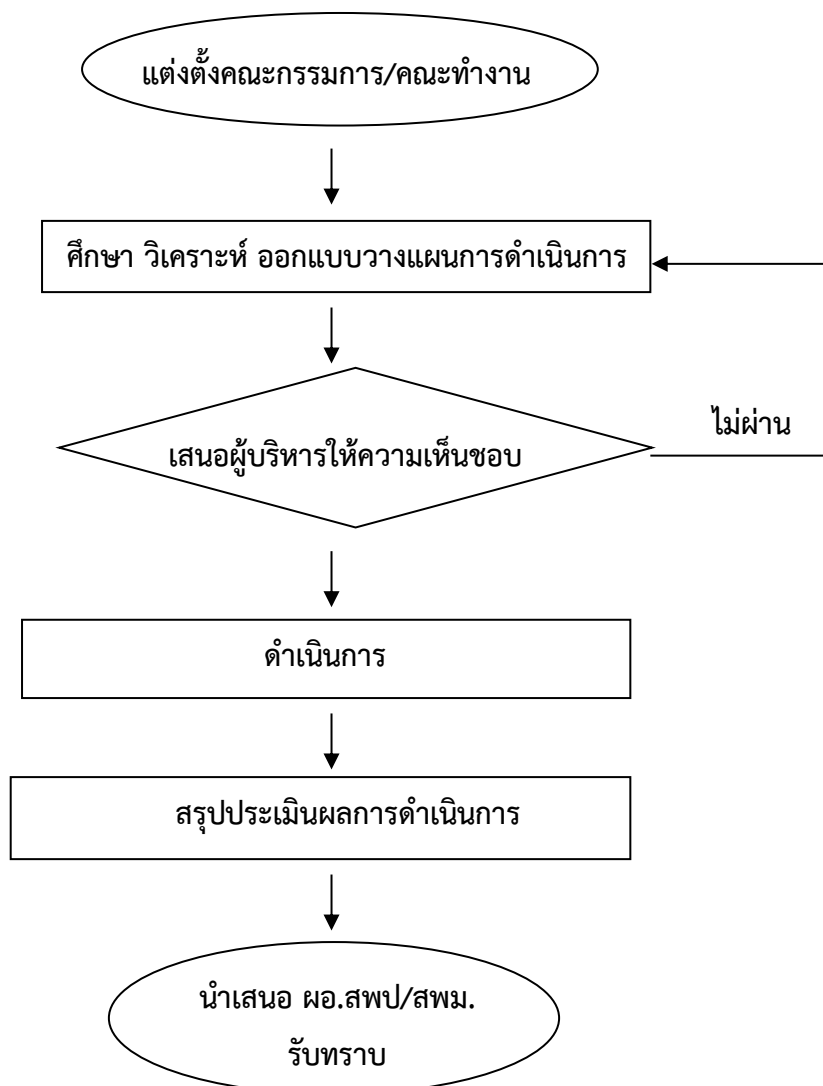 แต่งตั้งคณะกรรมการ/คณะทำงาน
ศึกษา วิเคราะห์ ออกแบบวางแผนการดำเนินการ
ไม่ผ่าน
เสนอผู้บริหารให้ความเห็นชอบ
ดำเนินการ
สรุปประเมินผลการดำเนินการ
นำเสนอ ผอ.สพป/สพม.
รับทราบ